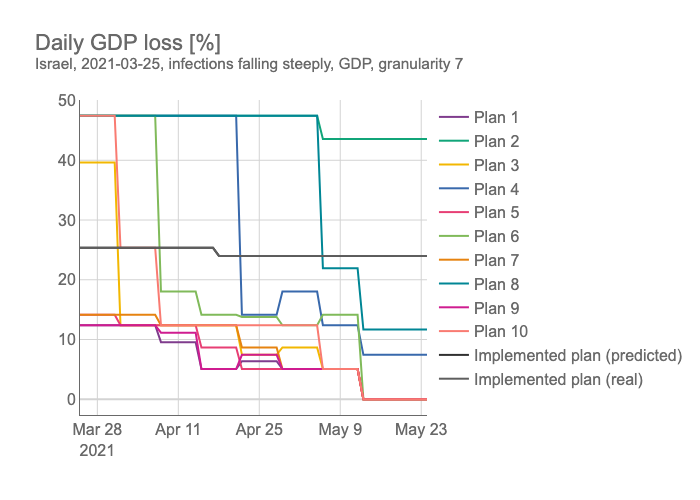 Daily GDP loss [%]
Israel, 2021-03-25, infections falling steeply, GDP, granularity 7
50
40
30
20
10
0
Mar 28
2021
Apr 11
Apr 25
May 9
May 23
Plan 1
Plan 2
Plan 3
Plan 4
Plan 5
Plan 6
Plan 7
Plan 8
Plan 9
Plan 10
Implemented plan (predicted)
Implemented plan (real)